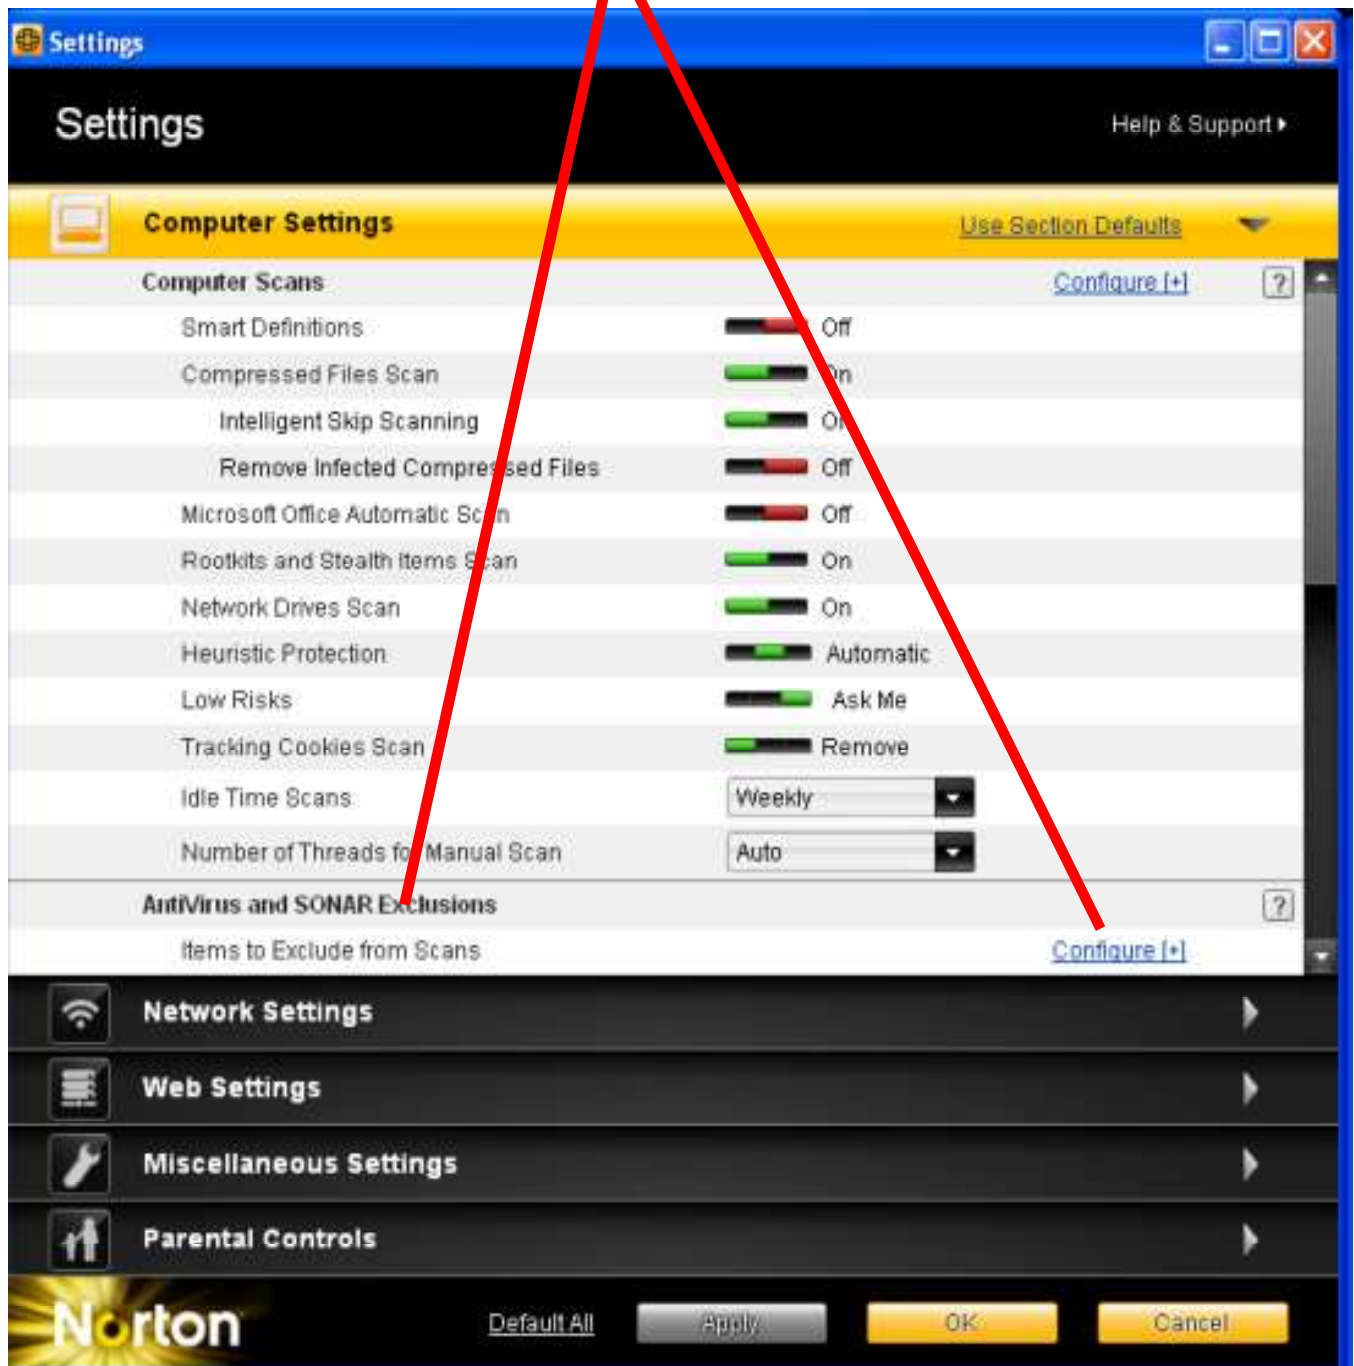 Settings
Settings
Help & Support
Computer Settings Use Section Defaults
Computer Scans Configure [+] ?
Smart Definitions Off
Compressed Files Scan On
Intelligent Skip Scanning On
Remove Infected Compressed Files Off
Microsoft Office Automatic Scan Off
Rootkits and Stealth Items Scan On
Network Drives Scan On
Heuristic Protection Automatic
Low Risks Ask Me
Tracking Cookies Scan Remove
Idle Time Scans Weekly
Number of Threads for Manual Scan Auto
AntiVirus and SONAR Exclusions ?
Items to Exclude from Scans Configure [+]
Network Settings
Web Settings
Miscellaneous Settings
Parental Controls
Norton Default All Apply OK Cancel